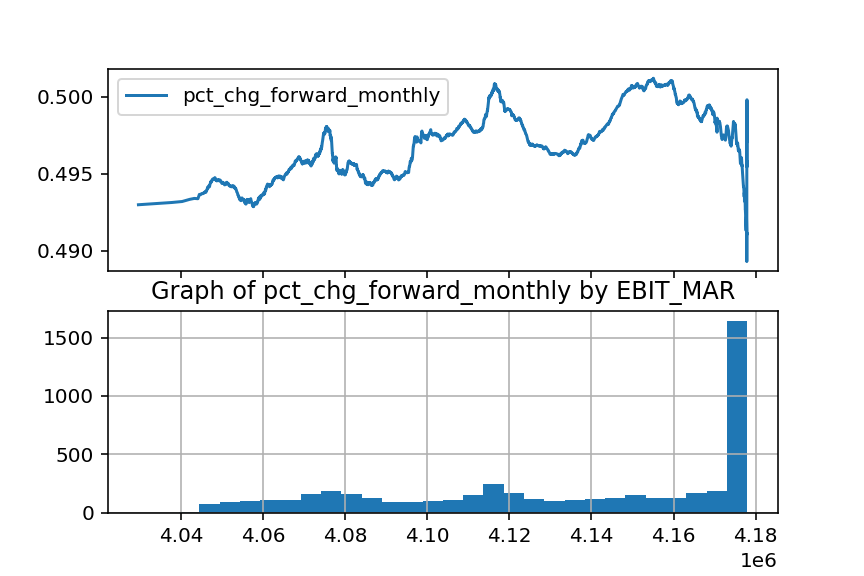 pct_chg_forward_monthly
0.500
0.495
0.490
Graph of pct_chg_forward_monthly by EBIT_MAR
1500
1000
500
0
4.04 4.06 4.08 4.10 4.12 4.14 4.16 4.18
1e6